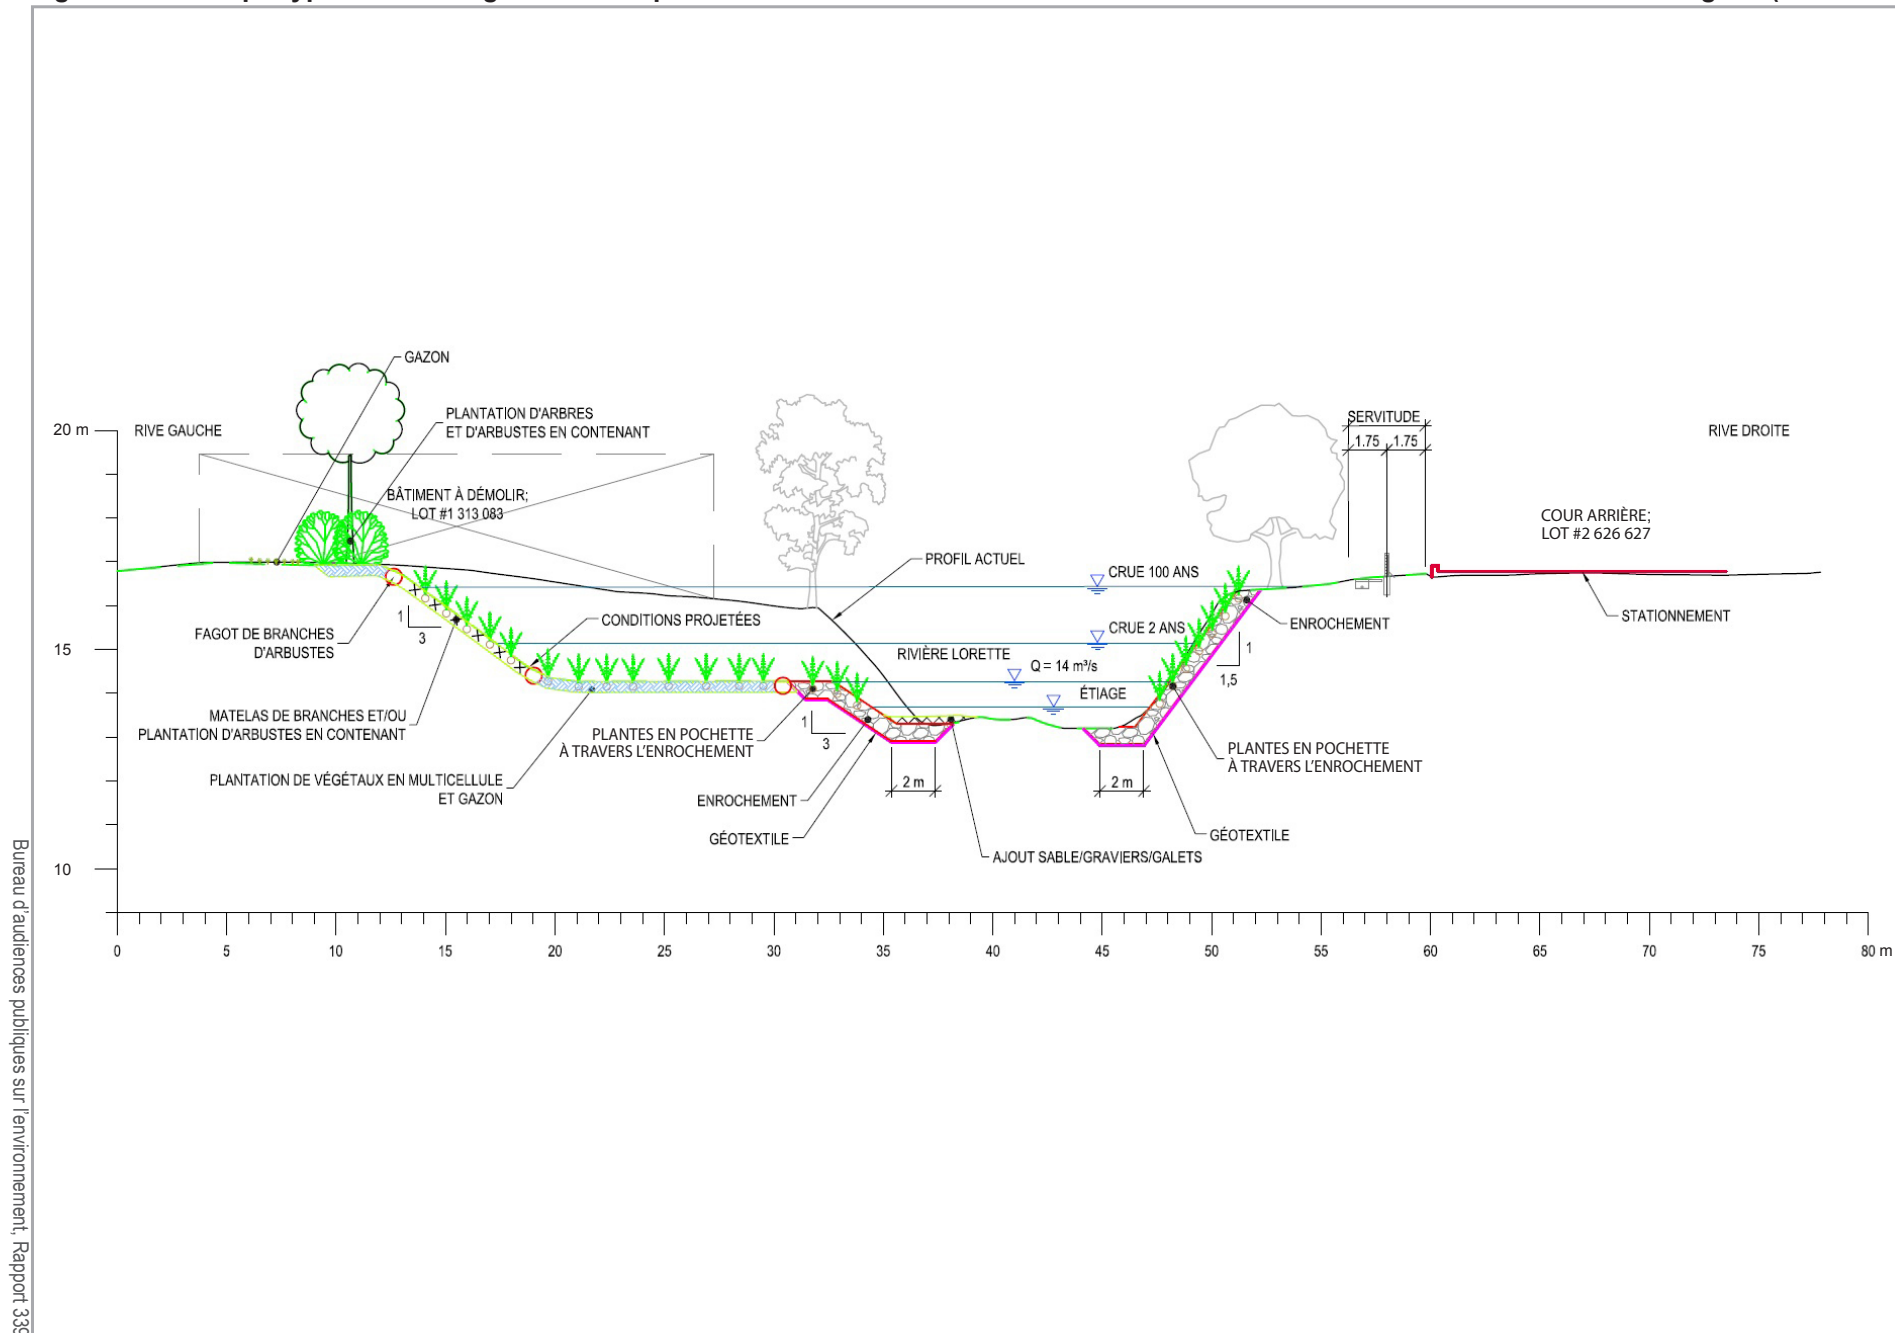 GAZON
PLANTATION D'ARBRES
ET D'ARBUSTES EN CONTENANT
SERVITUDE
1.75 1.75
20 m
RIVE GAUCHE
RIVE DROITE
BÂTIMENT À DÉMOLIR;
LOT #1 313 083
COUR ARRIÈRE;
LOT #2 626 627
PROFIL ACTUEL
CRUE 100 ANS
1
3
CONDITIONS PROJETÉES
STATIONNEMENT
ENROCHEMENT
CRUE 2 ANS
FAGOT DE BRANCHES
D'ARBUSTES
15
RIVIÈRE LORETTE
1
1,5
Q = 14 m³/s
ÉTIAGE
MATELAS DE BRANCHES ET/OU
PLANTATION D'ARBUSTES EN CONTENANT
PLANTES EN POCHETTE
À TRAVERS L'ENROCHEMENT
1
3
PLANTES EN POCHETTE
À TRAVERS L'ENROCHEMENT
PLANTATION DE VÉGÉTAUX EN MULTICELLULE
ET GAZON
2 m
2 m
ENROCHEMENT
GÉOTEXTILE
GÉOTEXTILE
AJOUT SABLE/GRAVIERS/GALETS
10
0 5 10 15 20 25 30 35 40 45 50 55 60 65 70 75 80 m
Bureau d'audiences publiques sur l'environnement, Rapport 339